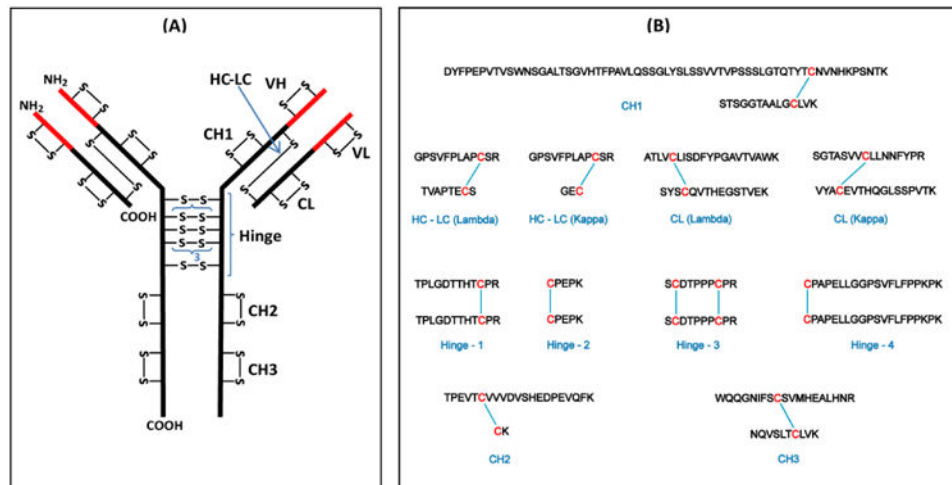 (A)
NH2
NH2
HC-LC
VH
CH1
VL
CL
COOH
S S
S S
S S
S S
3
S S
Hinge
CH2
CH3
COOH
(B)
DYFPEPVTVSWNSGALTSGVHTFPAVLQSSGLYSLSSVVTVPSSSLGTQTYTCNVNHKPSNTK
STSGGTAALGCLVK
CH1
GPSVFPLAPCSR
TVAPTECS
HC - LC (Lambda)
GPSVFPLAPCSR
GEC
HC - LC (Kappa)
ATLVCLISDFYPGAVTVAWK
SYSCQVTHEGSTVEK
CL (Lambda)
SGTASVVCLLNNFYPR
VYACEVTHQGLSSPVTK
CL (Kappa)
TPLGDTTHTCPR
TPLGDTTHTCPR
Hinge - 1
CPEPK
CPEPK
Hinge - 2
SCDTPPPCPR
SCDTPPPCPR
Hinge - 3
CPAPELLGGPSVFLFPPKPK
CPAPELLGGPSVFLFPPKPK
Hinge - 4
TPEVTCVVVDVSHEDPEVQFK
CK
CH2
WQQGNIFSCSVMHEALHNR
NQVSLTCLVK
CH3